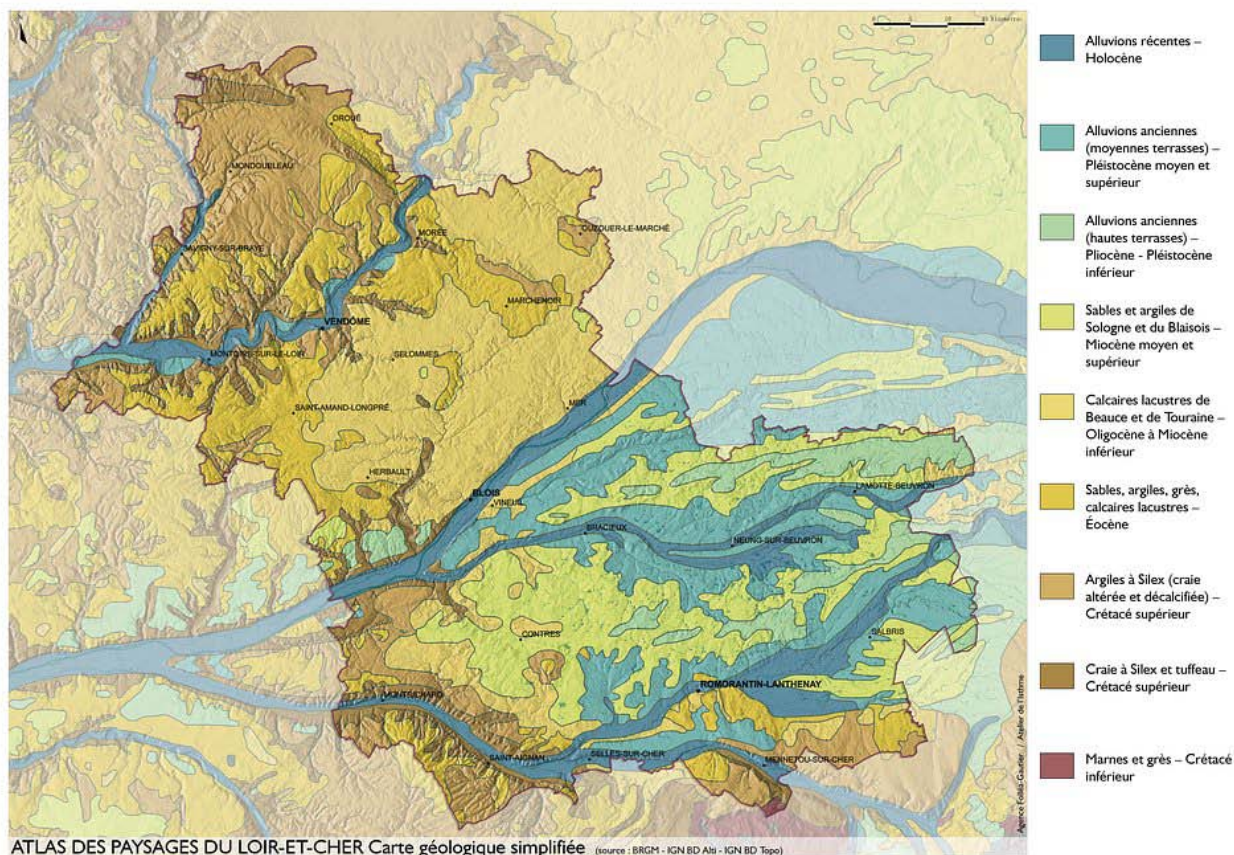 0 5 10 15 Kilomètres
DROUÉ
MONDOUBLEAU
SAVIGNY-SUR-BRAYE
MORÉE
OUZOUER-LE-MARCHÉ
MARCHENOIR
VENDÔME
MONTOIRE-SUR-LE-LOIR
SELOMMES
SAINT-AMAND-LONGPRÉ
MER
HERBAULT
BLOIS
VINEUIL
LAMOTTE-BEUVRON
BRACIEUX
NEUNG-SUR-BEUVRON
CONTRES
SALBRIS
MONTRICHARD
ROMORANTIN-LANTHENAY
SAINT-AIGNAN
SELLES-SUR-CHER
MENNETOU-SUR-CHER
Agence Folléa-Gautier / Atelier de l'Isthme
ATLAS DES PAYSAGES DU LOIR-ET-CHER Carte géologique simplifiée (source : BRGM - IGN BD Alti - IGN BD Topo)
Alluvions récentes –
Holocène
Alluvions anciennes
(moyennes terrasses) –
Pléistocène moyen et
supérieur
Alluvions anciennes
(hautes terrasses) –
Pliocène - Pléistocène
inférieur
Sables et argiles de
Sologne et du Blaisois –
Miocène moyen et
supérieur
Calcaires lacustres de
Beauce et de Touraine –
Oligocène à Miocène
inférieur
Sables, argiles, grès,
calcaires lacustres –
Éocène
Argiles à Silex (craie
altérée et décalcifiée) –
Crétacé supérieur
Craie à Silex et tuffeau –
Crétacé supérieur
Marnes et grès – Crétacé
inférieur